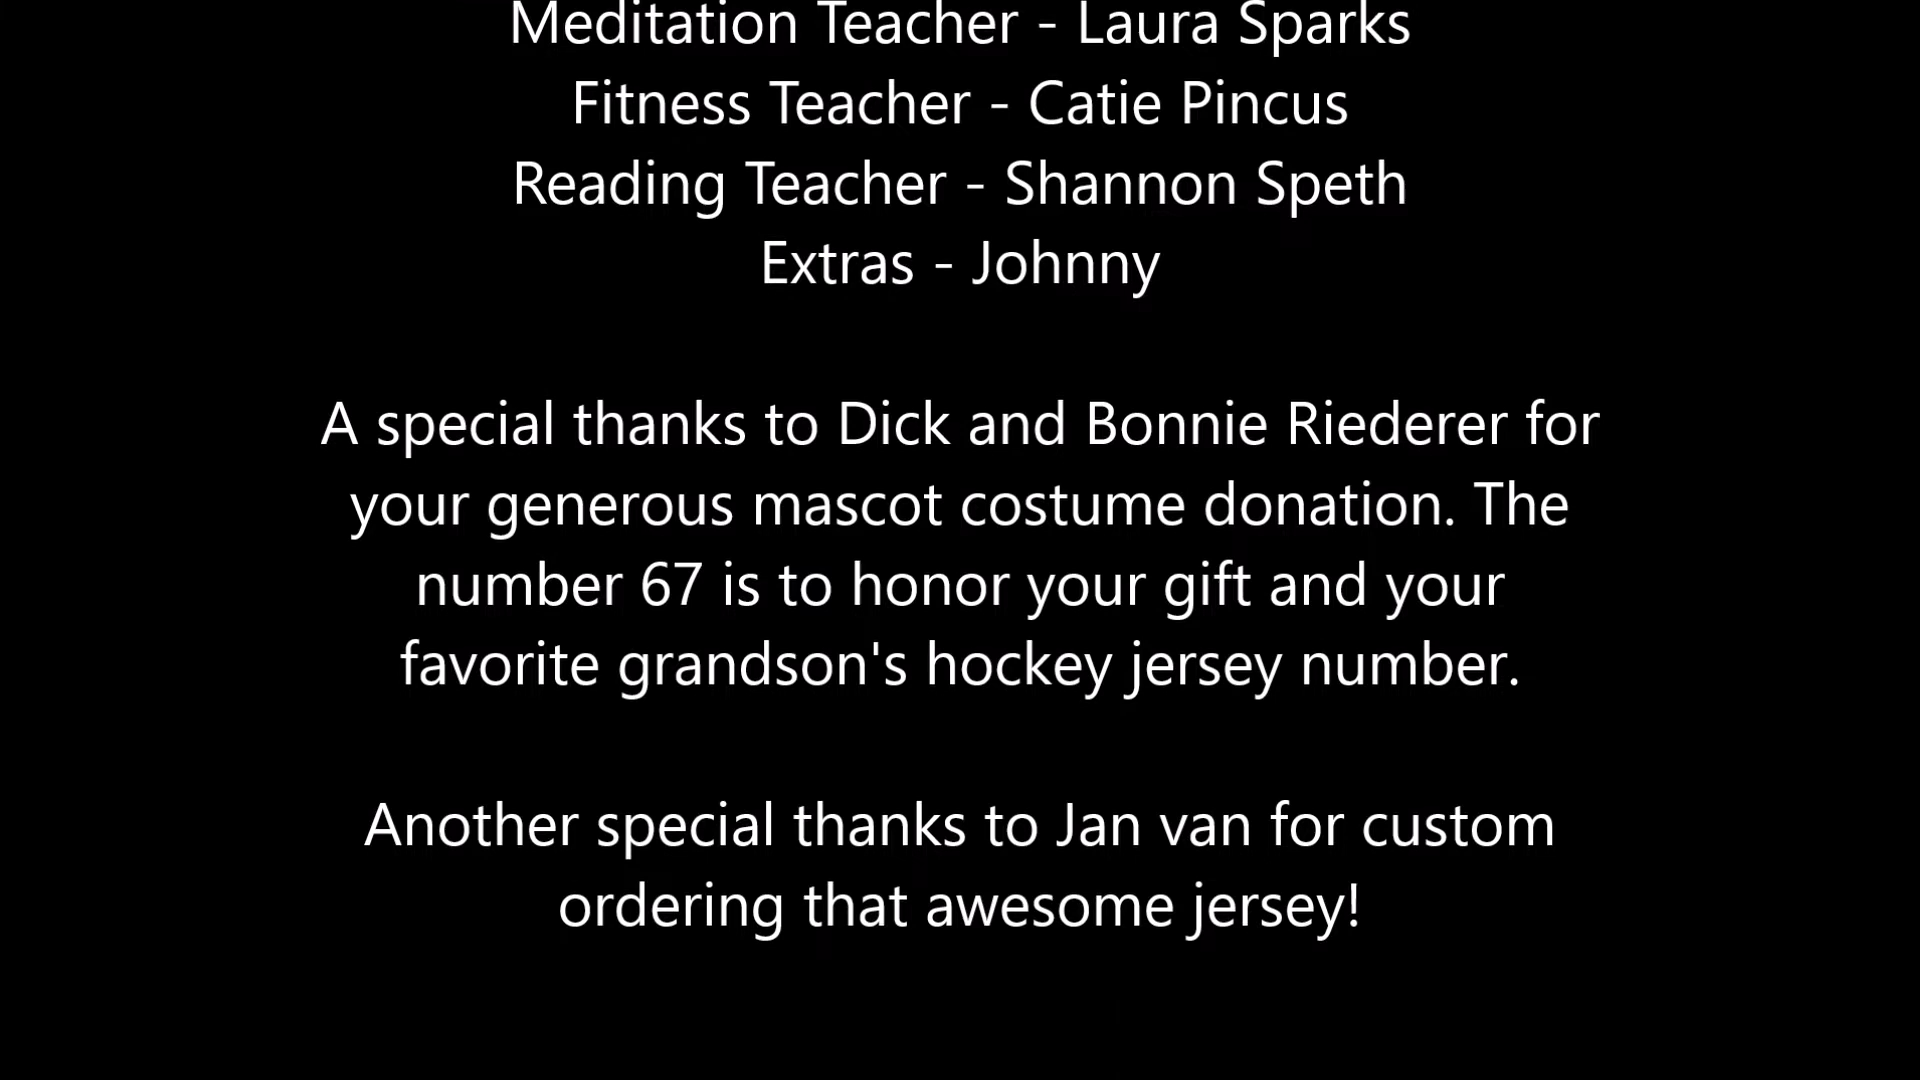 Meditation Teacher - Laura Sparks
Fitness Teacher - Catie Pincus
Reading Teacher - Shannon Speth
Extras - Johnny
A special thanks to Dick and Bonnie Riederer for
your generous mascot costume donation. The
number 67 is to honor your gift and your
favorite grandson's hockey jersey number.
Another special thanks to Jan van for custom
ordering that awesome jersey!